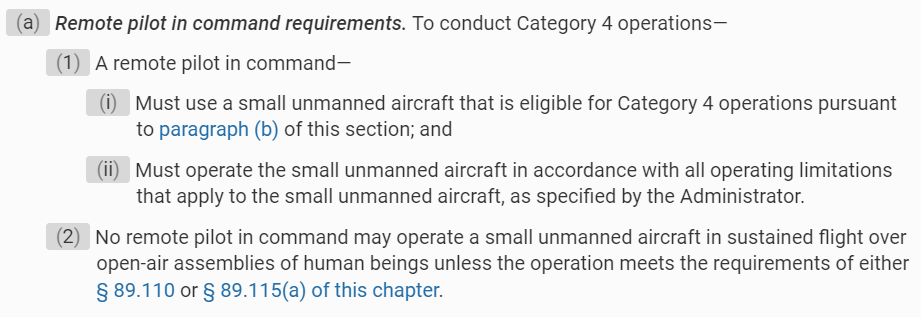 (a) Remote pilot in command requirements. To conduct Category 4 operations—
(1) A remote pilot in command—
(i) Must use a small unmanned aircraft that is eligible for Category 4 operations pursuant
to paragraph (b) of this section; and
(ii) Must operate the small unmanned aircraft in accordance with all operating limitations
that apply to the small unmanned aircraft, as specified by the Administrator.
(2) No remote pilot in command may operate a small unmanned aircraft in sustained flight over
open-air assemblies of human beings unless the operation meets the requirements of either
§ 89.110 or § 89.115(a) of this chapter.